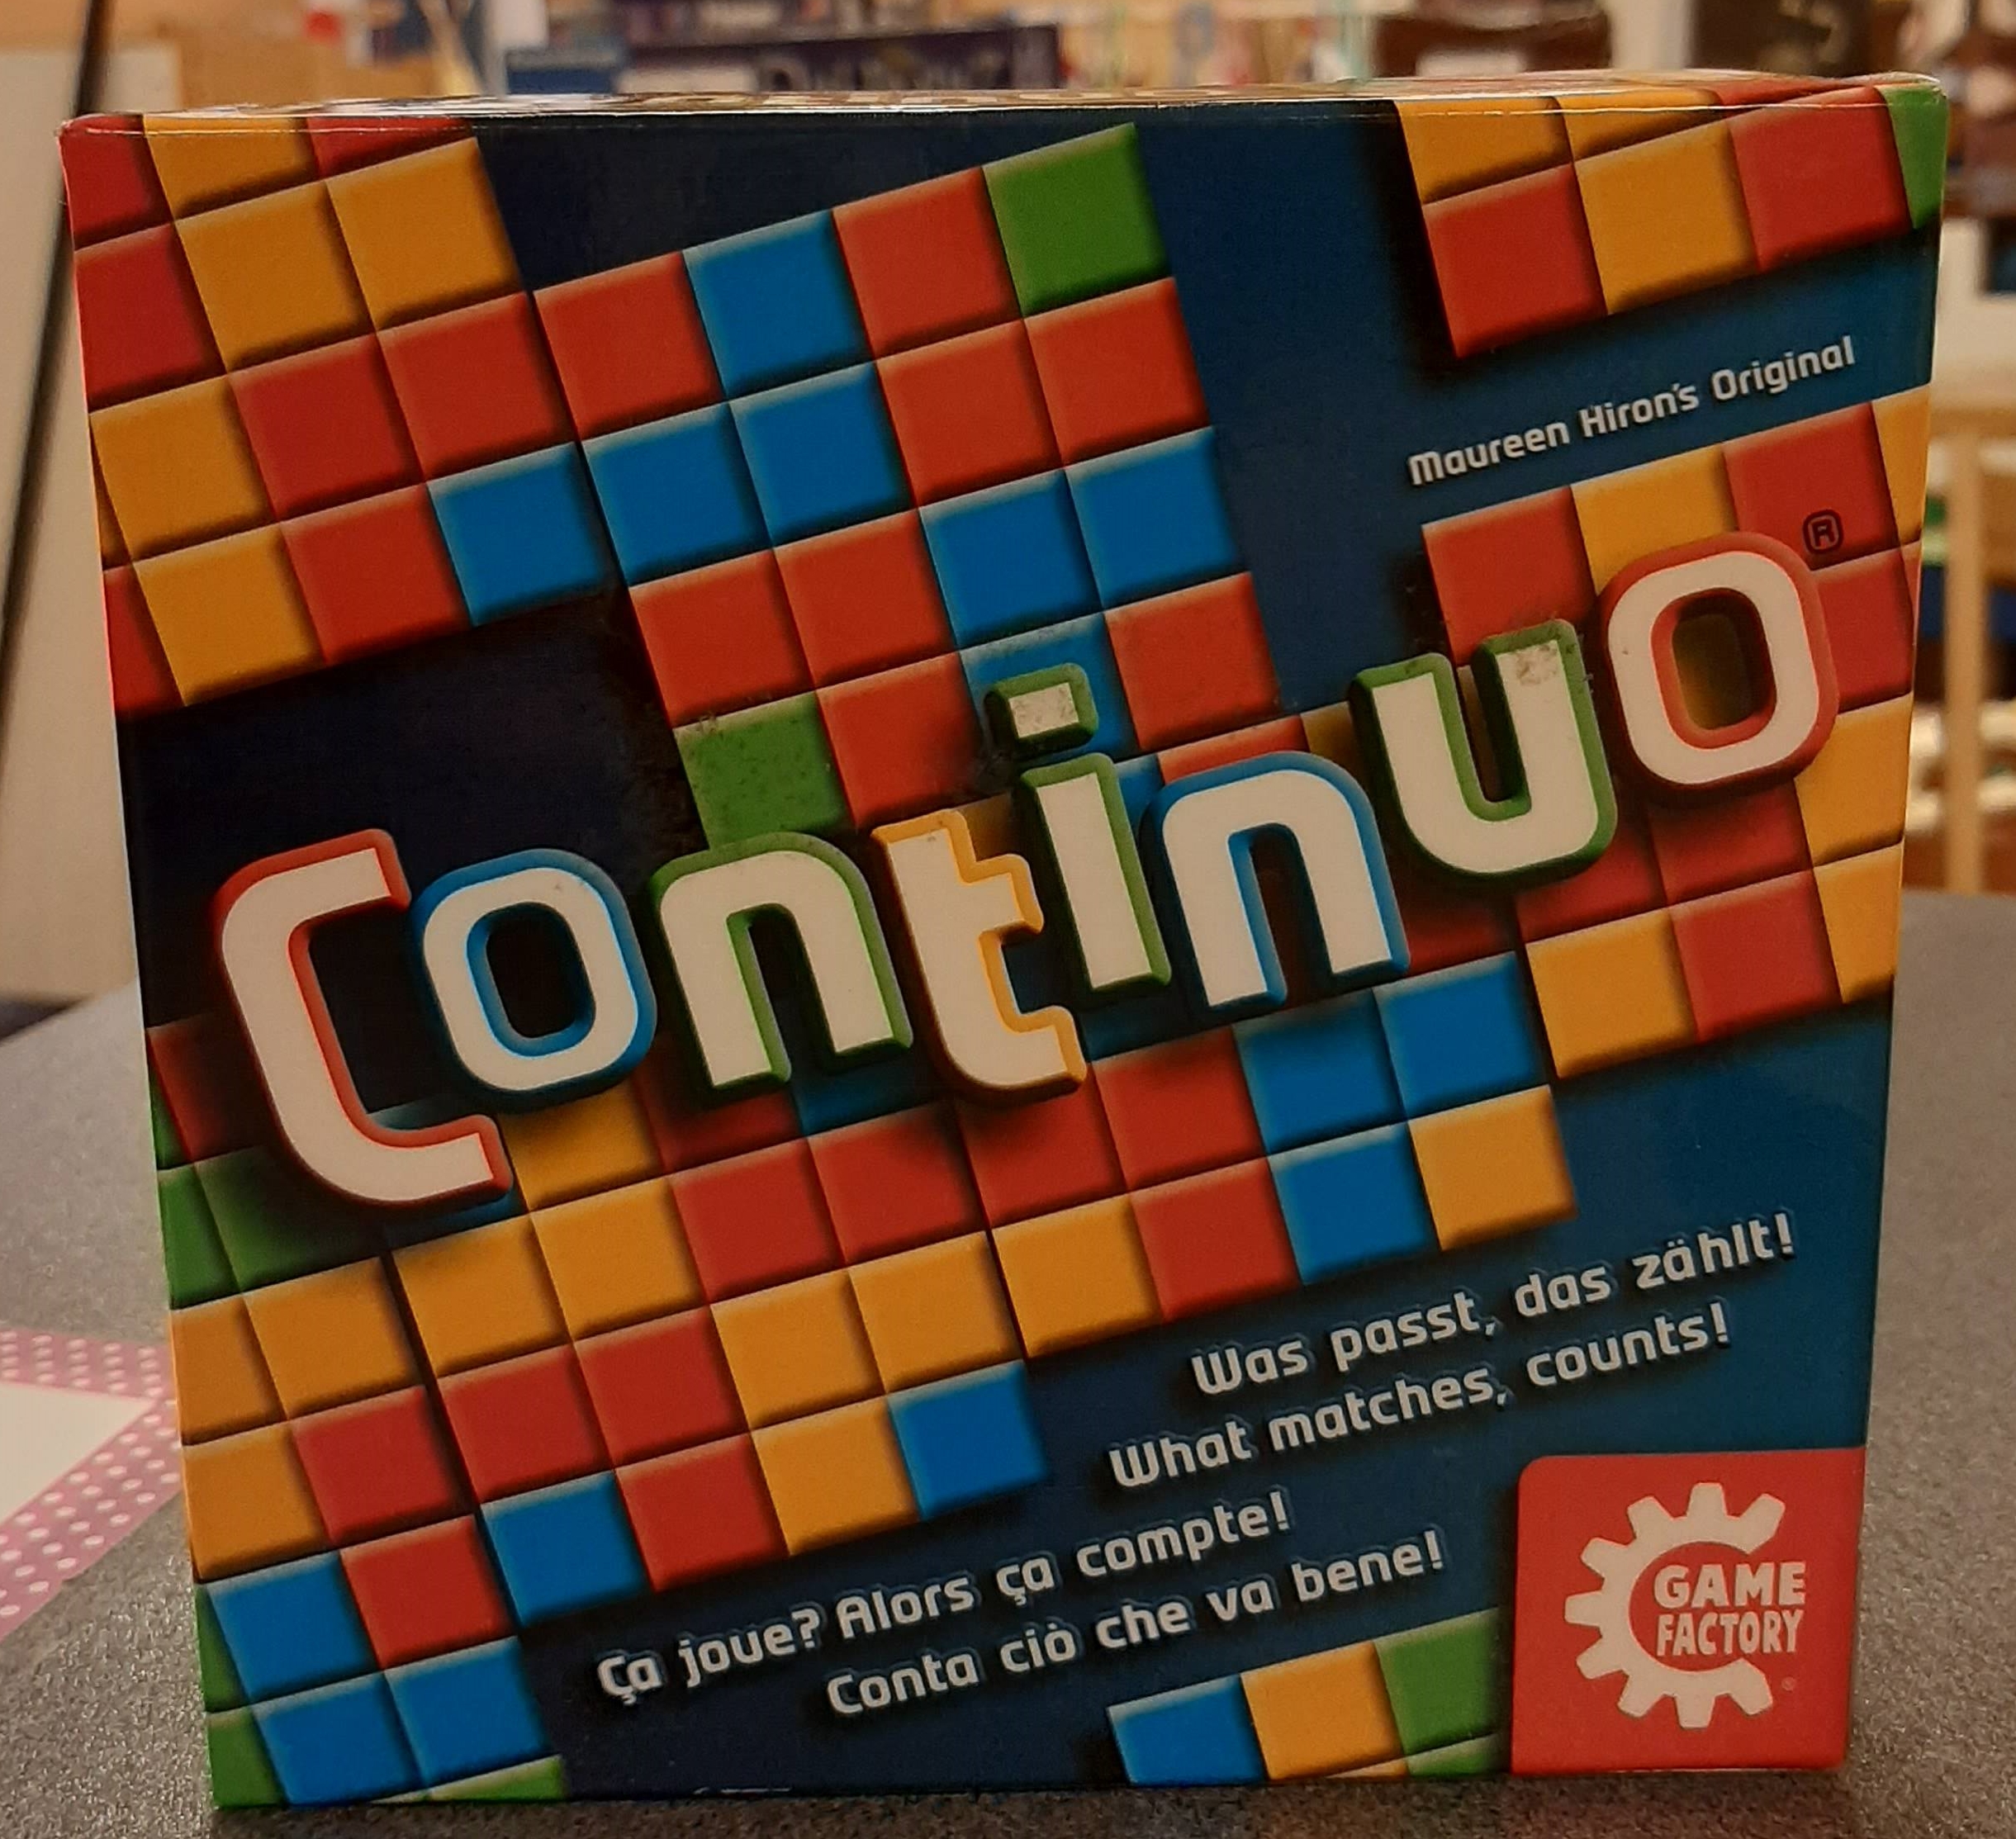 Maureen Hiron's Original
Continuo®
Was passt, das zählt!
What matches, counts!
Ça joue? Alors ça compte!
Conta ciò che va bene!
GAME
FACTORY